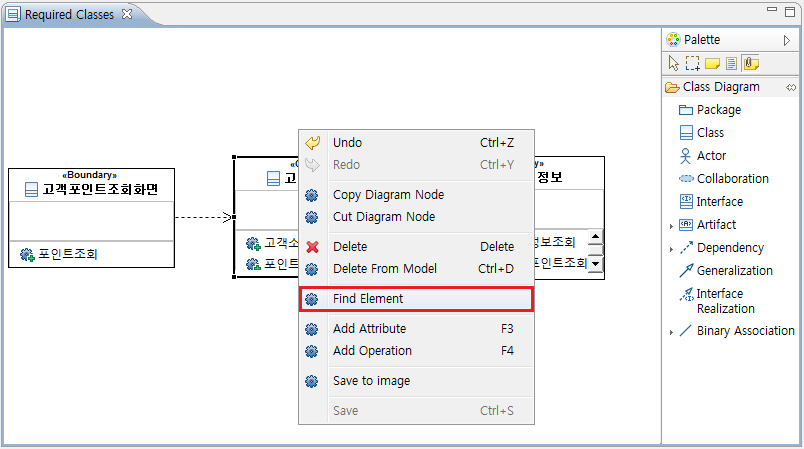 Required Classes
Palette
Class Diagram
Package
Class
Actor
Collaboration
Interface
Artifact
Dependency
Generalization
Interface
Realization
Binary Association
«Boundary»
고객포인트조회화면
포인트조회
고객소
포인트
정보
정보조회
포인트조회
Undo Ctrl+Z
Redo Ctrl+Y
Copy Diagram Node
Cut Diagram Node
Delete Delete
Delete From Model Ctrl+D
Find Element
Add Attribute F3
Add Operation F4
Save to image
Save Ctrl+S